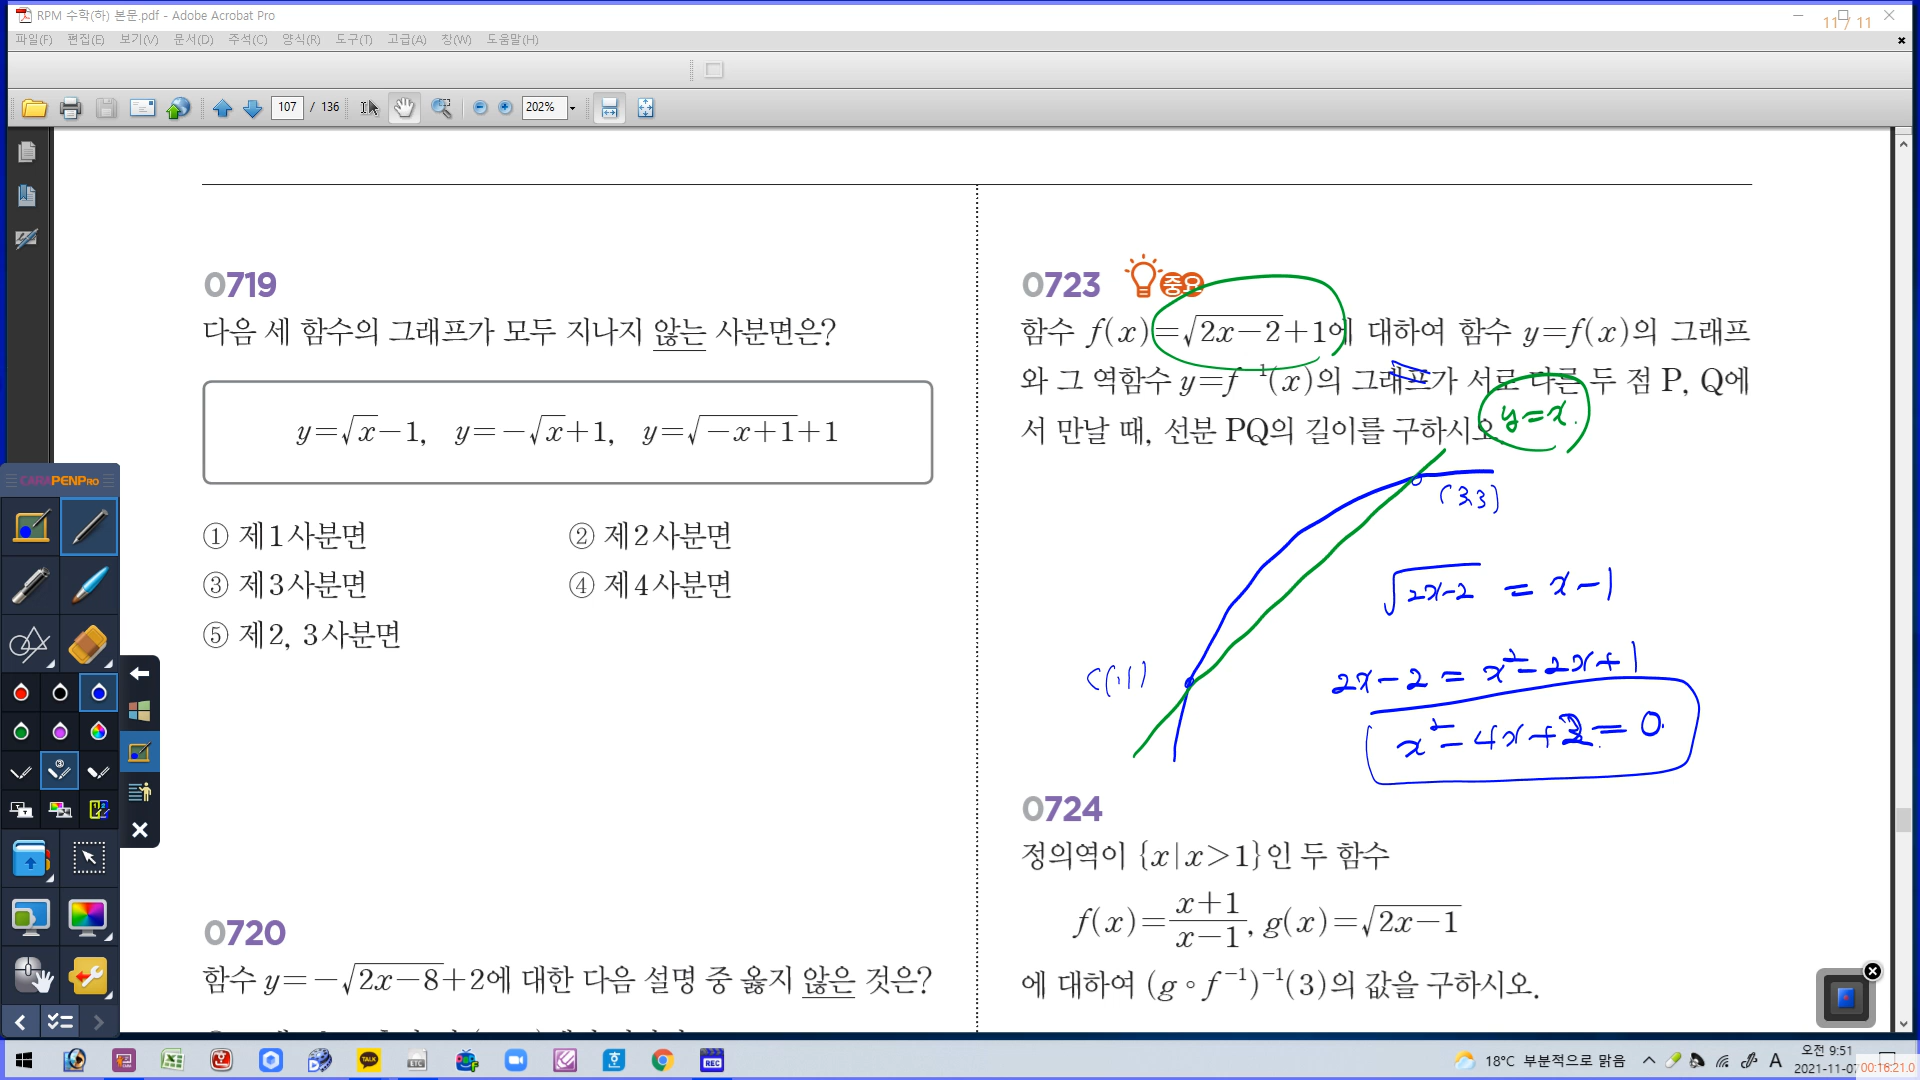 RPM 수학(하) 본문.pdf - Adobe Acrobat Pro
11 / 11
파일(F) 편집(E) 보기(V) 문서(D) 주석(C) 양식(R) 도구(T) 고급(A) 창(W) 도움말(H)
107 / 136 202%
0719
다음 세 함수의 그래프가 모두 지나지 않는 사분면은?
y=√x−1, y=−√x+1, y=√−x+1+1
① 제1사분면 ② 제2사분면
③ 제3사분면 ④ 제4사분면
⑤ 제2, 3사분면
0720
함수 y=−√2x−8+2에 대한 다음 설명 중 옳지 않은 것은?
0723 중요
함수 f(x)=√2x−2+1에 대하여 함수 y=f(x)의 그래프
와 그 역함수 y=f⁻¹(x)의 그래프가 서로 다른 두 점 P, Q에
서 만날 때, 선분 PQ의 길이를 구하시오.
y=x.
(3,3)
√2x-2 = x-1
(1,1)
2x-2 = x²-2x+1
x²-4x+3=0.
0724
정의역이 {x|x>1}인 두 함수
f(x)=x+1/x−1, g(x)=√2x−1
에 대하여 (g∘f⁻¹)⁻¹(3)의 값을 구하시오.
CARAPENPRO
TALK
REC
18°C 부분적으로 맑음 A 오전 9:51
2021-11-07
00:16:21.0